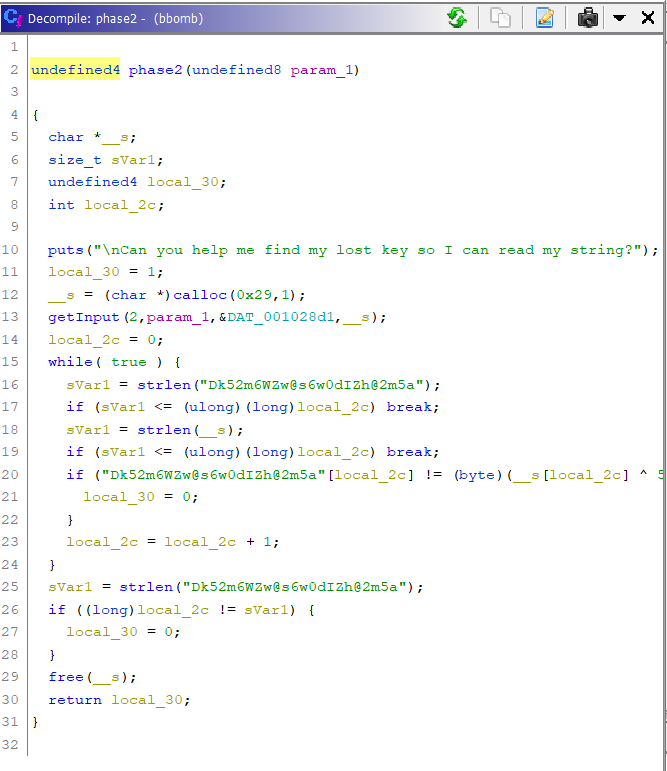 Decompile: phase2 - (bbomb)
1
2 undefined4 phase2(undefined8 param_1)
3
4 {
5 char *__s;
6 size_t sVar1;
7 undefined4 local_30;
8 int local_2c;
9
10 puts("\nCan you help me find my lost key so I can read my string?");
11 local_30 = 1;
12 __s = (char *)calloc(0x29,1);
13 getInput(2,param_1,&DAT_001028d1,__s);
14 local_2c = 0;
15 while( true ) {
16 sVar1 = strlen("Dk52m6WZw@s6w0dIZh@2m5a");
17 if (sVar1 <= (ulong)(long)local_2c) break;
18 sVar1 = strlen(__s);
19 if (sVar1 <= (ulong)(long)local_2c) break;
20 if ("Dk52m6WZw@s6w0dIZh@2m5a"[local_2c] != (byte)(__s[local_2c] ^ 5
21 local_30 = 0;
22 }
23 local_2c = local_2c + 1;
24 }
25 sVar1 = strlen("Dk52m6WZw@s6w0dIZh@2m5a");
26 if ((long)local_2c != sVar1) {
27 local_30 = 0;
28 }
29 free(__s);
30 return local_30;
31 }
32